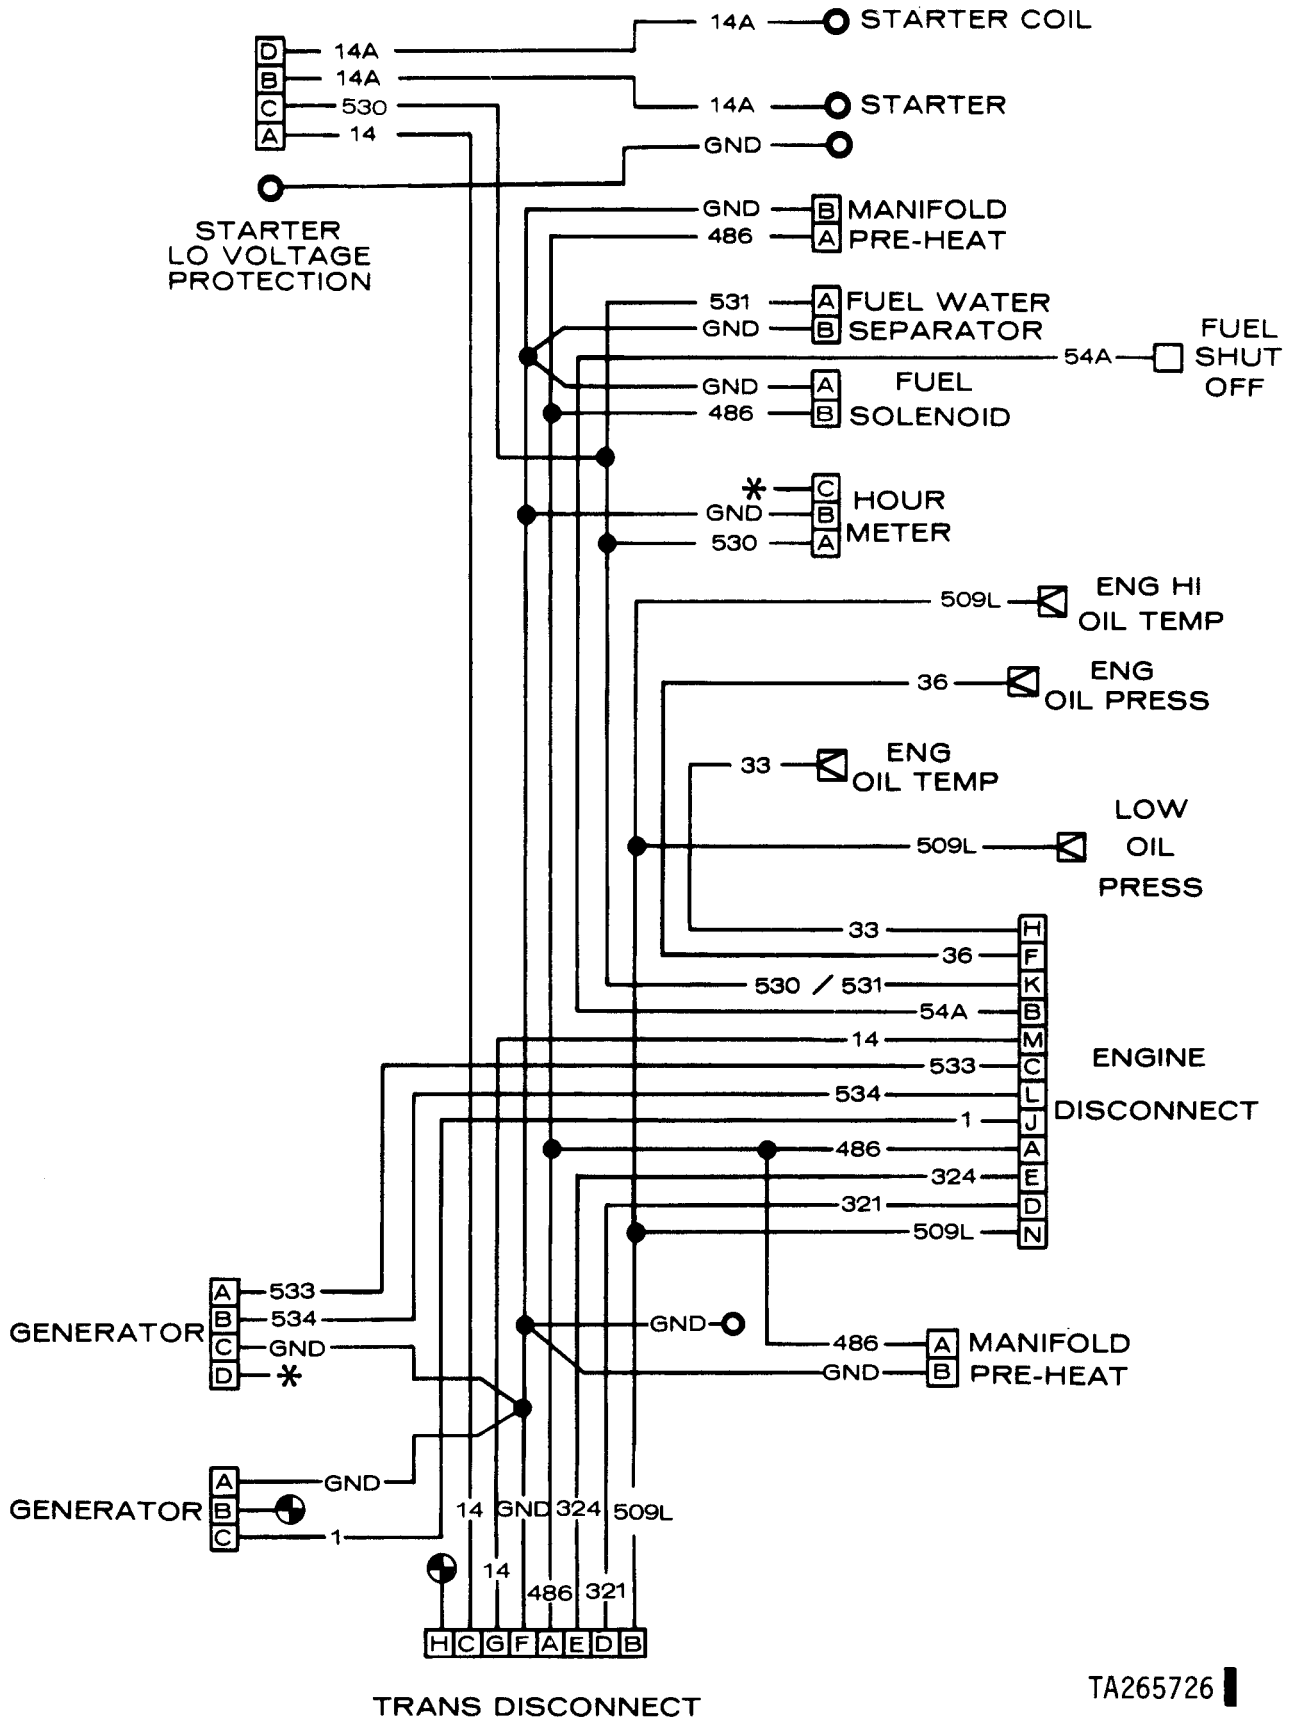 14A STARTER COIL
D 14A
B 14A
C 530
14A STARTER
A 14
GND
STARTER
LO VOLTAGE
PROTECTION
GND B MANIFOLD
486 A PRE-HEAT
531 A FUEL WATER
GND B SEPARATOR
54A
FUEL
SHUT
OFF
GND A FUEL
486 B SOLENOID
* C HOUR
GND B METER
530 A
509L ENG HI
OIL TEMP
36 ENG
OIL PRESS
33 ENG
OIL TEMP
509L
LOW
OIL
PRESS
33 H
36 F
530 / 531 K
54A B
14 M
533 C
534 L
1 J
486 A
324 E
321 D
509L N
ENGINE
DISCONNECT
GENERATOR
A 533
B 534
C GND
D *
GND
486 A MANIFOLD
GND B PRE-HEAT
GENERATOR
A GND
B
C 1
14 GND 324 509L
14 486 321
H C G F A E D B
TRANS DISCONNECT
TA265726